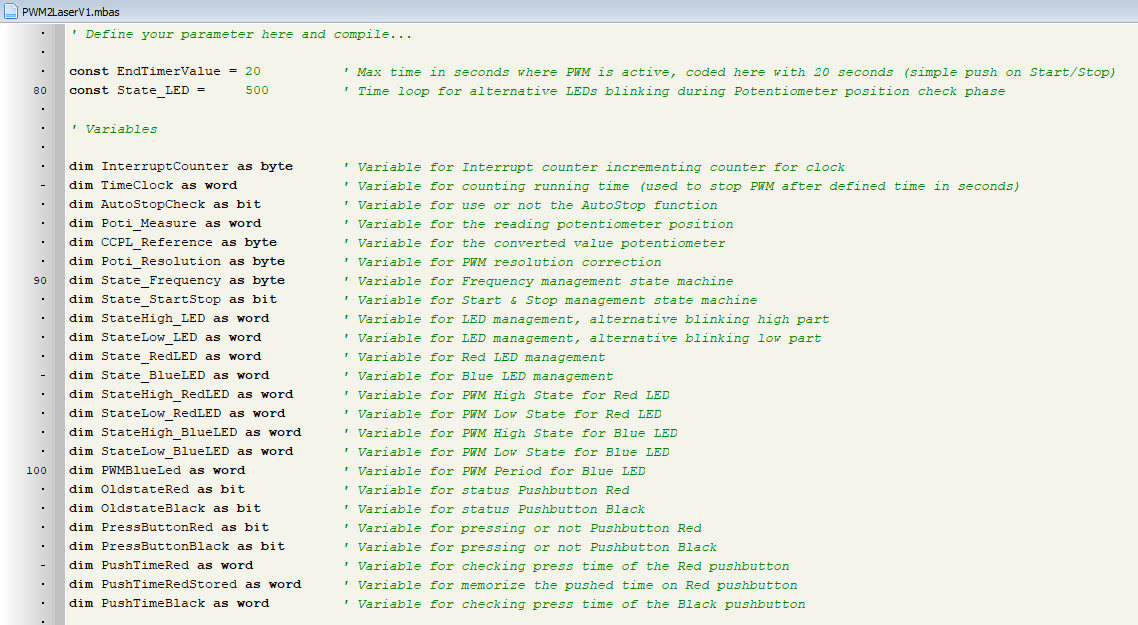 PWM2LaserV1.mbas
' Define your parameter here and compile...
const EndTimerValue = 20 ' Max time in seconds where PWM is active, coded here with 20 seconds (simple push on Start/Stop)
80 const State_LED = 500 ' Time loop for alternative LEDs blinking during Potentiometer position check phase
' Variables
dim InterruptCounter as byte ' Variable for Interrupt counter incrementing counter for clock
dim TimeClock as word ' Variable for counting running time (used to stop PWM after defined time in seconds)
dim AutoStopCheck as bit ' Variable for use or not the AutoStop function
dim Poti_Measure as word ' Variable for the reading potentiometer position
dim CCPL_Reference as byte ' Variable for the converted value potentiometer
dim Poti_Resolution as byte ' Variable for PWM resolution correction
90 dim State_Frequency as byte ' Variable for Frequency management state machine
dim State_StartStop as bit ' Variable for Start & Stop management state machine
dim StateHigh_LED as word ' Variable for LED management, alternative blinking high part
dim StateLow_LED as word ' Variable for LED management, alternative blinking low part
dim State_RedLED as word ' Variable for Red LED management
dim State_BlueLED as word ' Variable for Blue LED management
dim StateHigh_RedLED as word ' Variable for PWM High State for Red LED
dim StateLow_RedLED as word ' Variable for PWM Low State for Red LED
dim StateHigh_BlueLED as word ' Variable for PWM High State for Blue LED
dim StateLow_BlueLED as word ' Variable for PWM Low State for Blue LED
100 dim PWMBlueLed as word ' Variable for PWM Period for Blue LED
dim OldstateRed as bit ' Variable for status Pushbutton Red
dim OldstateBlack as bit ' Variable for status Pushbutton Black
dim PressButtonRed as bit ' Variable for pressing or not Pushbutton Red
dim PressButtonBlack as bit ' Variable for pressing or not Pushbutton Black
dim PushTimeRed as word ' Variable for checking press time of the Red pushbutton
dim PushTimeRedStored as word ' Variable for memorize the pushed time on Red pushbutton
dim PushTimeBlack as word ' Variable for checking press time of the Black pushbutton